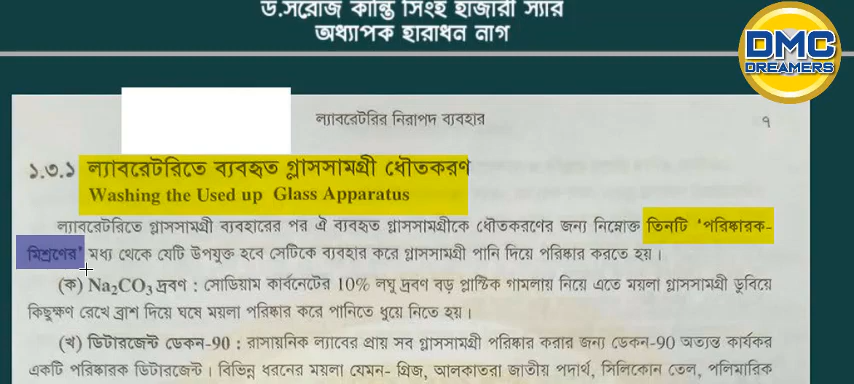 ড.সরোজ কান্তি সিংহ হাজারী স্যার
অধ্যাপক হারাধন নাগ
DMC
DREAMERS
ল্যাবরেটরির নিরাপদ ব্যবহার ৭
১.৩.১ ল্যাবরেটরিতে ব্যবহৃত গ্লাসসামগ্রী ধৌতকরণ
Washing the Used up Glass Apparatus
ল্যাবরেটরিতে গ্লাসসামগ্রী ব্যবহারের পর ঐ ব্যবহৃত গ্লাসসামগ্রীকে ধৌতকরণের জন্য নিম্নোক্ত তিনটি ‘পরিষ্কারক-
মিশ্রণের’ মধ্য থেকে যেটি উপযুক্ত হবে সেটিকে ব্যবহার করে গ্লাসসামগ্রী পানি দিয়ে পরিষ্কার করতে হয়।
(ক) Na₂CO₃ দ্রবণ : সোডিয়াম কার্বনেটের 10% লঘু দ্রবণ বড় প্লাস্টিক গামলায় নিয়ে এতে ময়লা গ্লাসসামগ্রী ডুবিয়ে
কিছুক্ষণ রেখে ব্রাশ দিয়ে ঘষে ময়লা পরিষ্কার করে পানিতে ধুয়ে নিতে হয়।
(খ) ডিটারজেন্ট ডেকন-90 : রাসায়নিক ল্যাবের প্রায় সব গ্লাসসামগ্রী পরিষ্কার করার জন্য ডেকন-90 অত্যন্ত কার্যকর
একটি পরিষ্কারক ডিটারজেন্ট। বিভিন্ন ধরনের ময়লা যেমন- গ্রিজ, আলকাতরা জাতীয় পদার্থ, সিলিকোন তেল, পলিমারিক